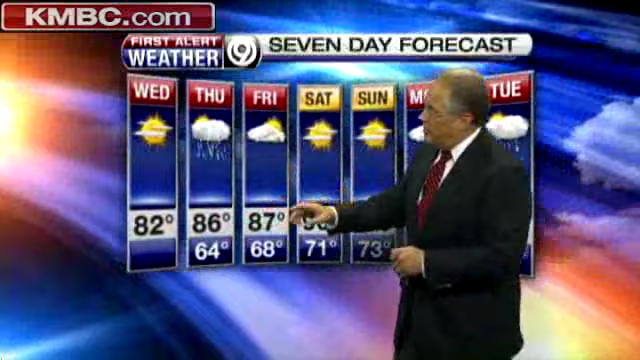 KMBC.com
FIRST ALERT
WEATHER 9
SEVEN DAY FORECAST
WED THU FRI SAT SUN TUE
82° 86° 87°
64° 68° 71° 73°